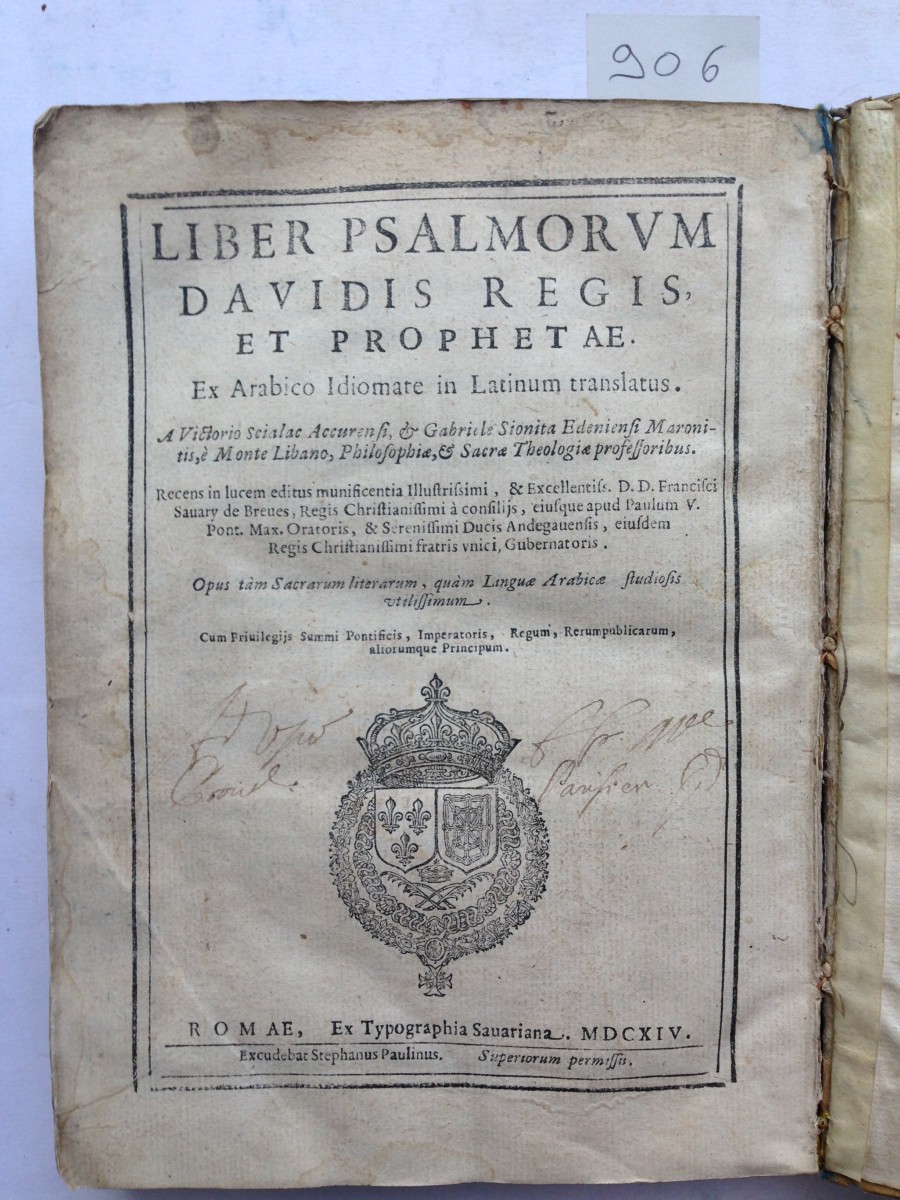 906
LIBER PSALMORVM
DAVIDIS REGIS,
ET PROPHETAE.
Ex Arabico Idiomate in Latinum translatus.
A Victorio Scialac Accurensi, & Gabriele Sionita Edeniensi Maroni-
tis, è Monte Libano, Philosophiæ, & Sacræ Theologiæ professoribus.
Recens in lucem editus munificentia Illustrissimi, & Excellentiss. D. D. Francisci
Sauary de Breues, Regis Christianissimi à consilijs, eiusque apud Paulum V.
Pont. Max. Oratoris, & Serenissimi Ducis Andegauensis, eiusdem
Regis Christianissimi fratris vnici, Gubernatoris.
Opus tàm Sacrarum literarum, quàm Linguæ Arabicæ studiosis
vtilissimum.
Cum Priuilegijs Summi Pontificis, Imperatoris, Regum, Rerumpublicarum,
aliorumque Principum.
Parisien
ROMAE, Ex Typographia Sauariana. MDCXIV.
Excudebat Stephanus Paulinus. Superiorum permissu.